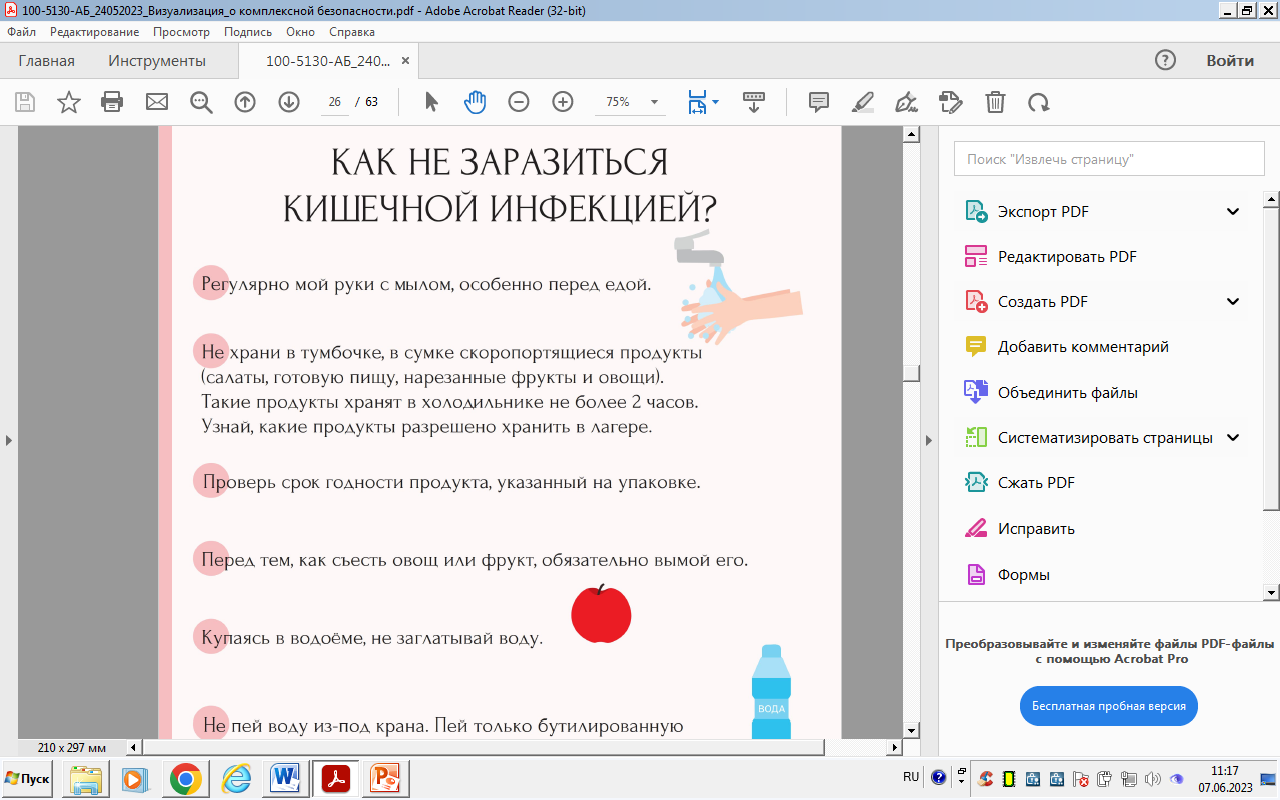 100-5130-АБ_24052023_Визуализация_о комплексной безопасности.pdf - Adobe Acrobat Reader (32-bit)
Файл Редактирование Просмотр Подпись Окно Справка
Главная Инструменты 100-5130-АБ_240... Войти
26 / 63 75%
КАК НЕ ЗАРАЗИТЬСЯ
КИШЕЧНОЙ ИНФЕКЦИЕЙ?
Регулярно мой руки с мылом, особенно перед едой.
Не храни в тумбочке, в сумке скоропортящиеся продукты
(салаты, готовую пищу, нарезанные фрукты и овощи).
Такие продукты хранят в холодильнике не более 2 часов.
Узнай, какие продукты разрешено хранить в лагере.
Проверь срок годности продукта, указанный на упаковке.
Перед тем, как съесть овощ или фрукт, обязательно вымой его.
Купаясь в водоёме, не заглатывай воду.
ВОДА
Не пей воду из-под крана. Пей только бутилированную
210 x 297 мм
Поиск "Извлечь страницу"
Экспорт PDF
Редактировать PDF
Создать PDF
Добавить комментарий
Объединить файлы
Систематизировать страницы
Сжать PDF
Исправить
Формы
Преобразовывайте и изменяйте файлы PDF-файлы
с помощью Acrobat Pro
Бесплатная пробная версия
Пуск
RU
11:17
07.06.2023